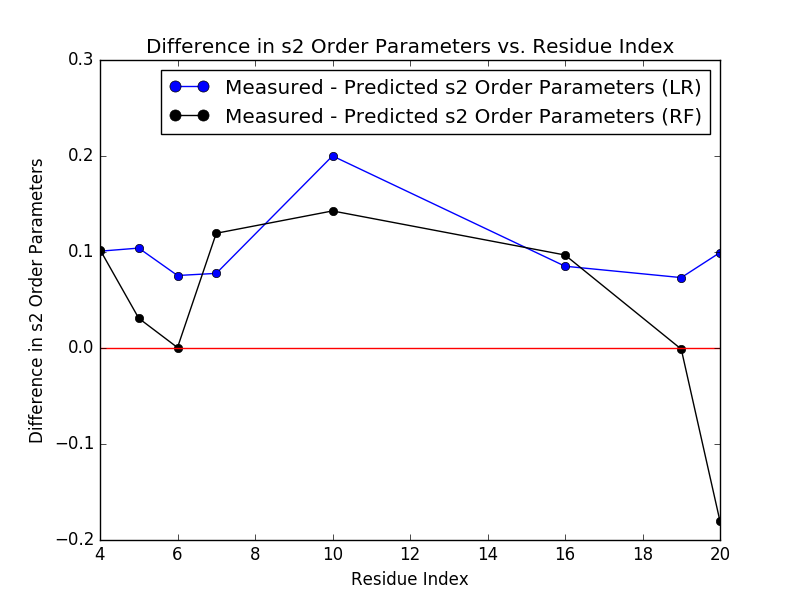 Difference in s2 Order Parameters vs. Residue Index
0.3
Measured - Predicted s2 Order Parameters (LR)
Measured - Predicted s2 Order Parameters (RF)
0.2
0.1
0.0
−0.1
−0.2
Difference in s2 Order Parameters
4 6 8 10 12 14 16 18 20
Residue Index